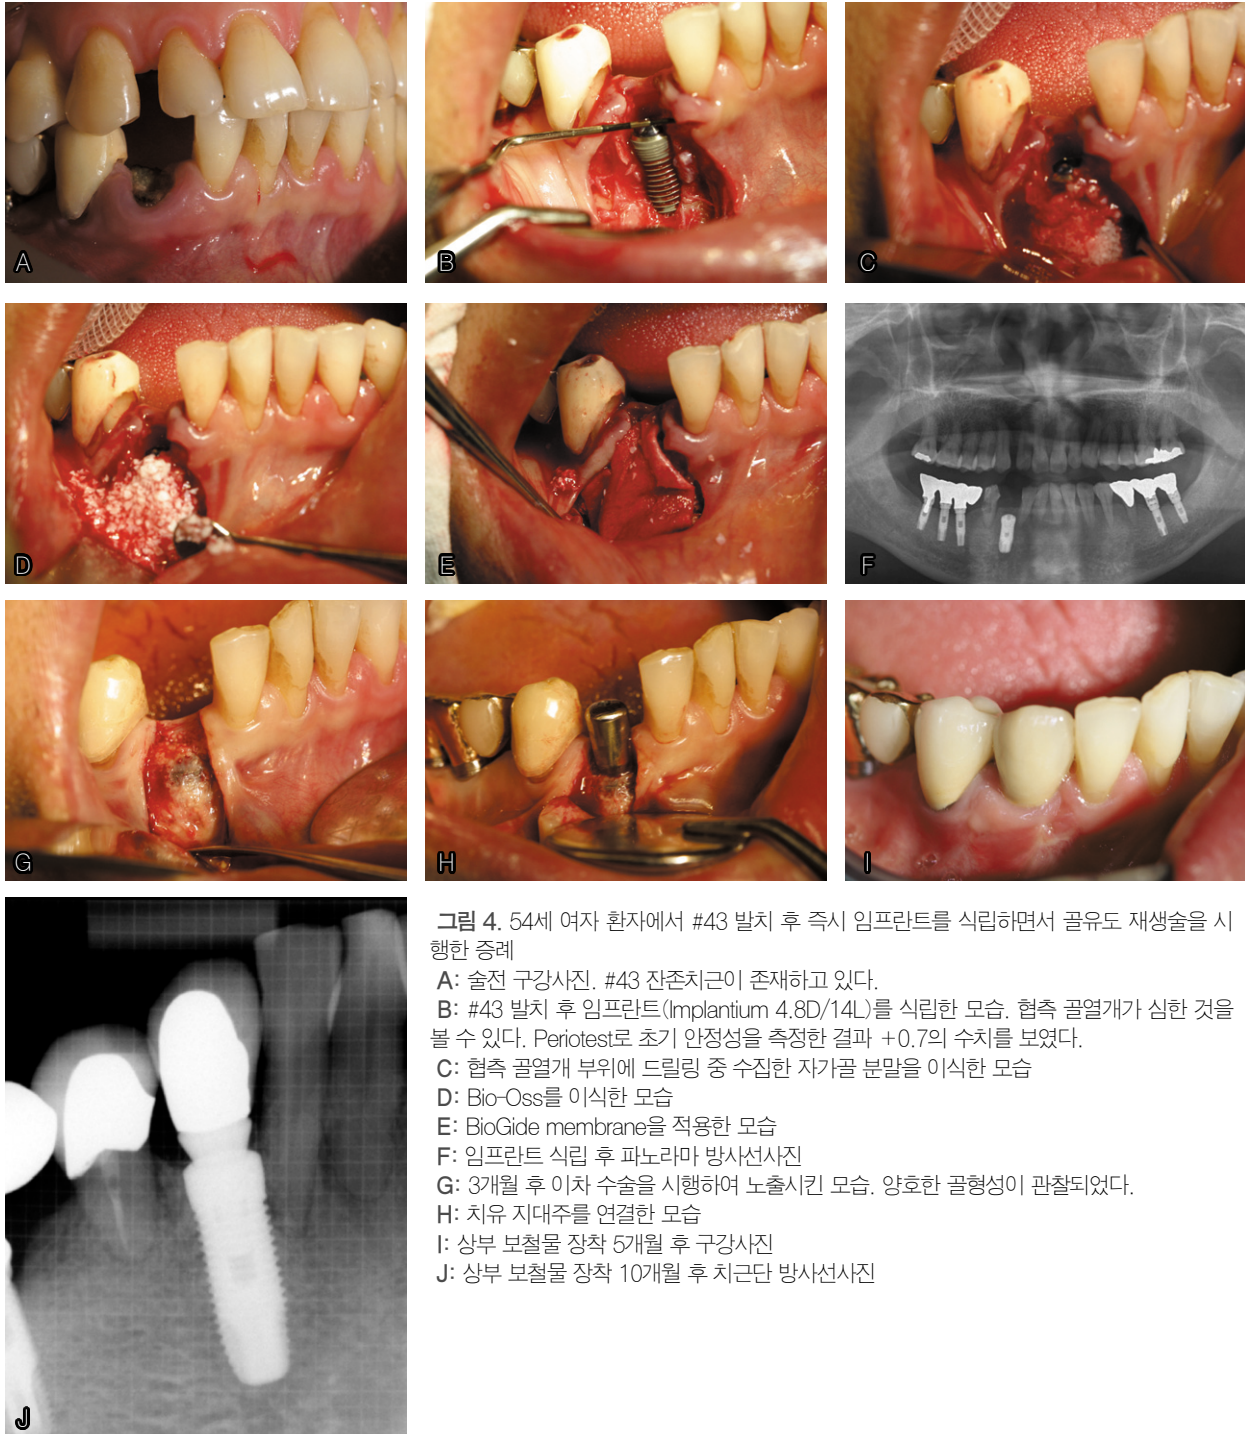 A
B
C
D
E
F
G
H
I
J
그림 4. 54세 여자 환자에서 #43 발치 후 즉시 임프란트를 식립하면서 골유도 재생술을 시
행한 증례
A: 술전 구강사진. #43 잔존치근이 존재하고 있다.
B: #43 발치 후 임프란트(Implantium 4.8D/14L)를 식립한 모습. 협측 골열개가 심한 것을
볼 수 있다. Periotest로 초기 안정성을 측정한 결과 +0.7의 수치를 보였다.
C: 협측 골열개 부위에 드릴링 중 수집한 자가골 분말을 이식한 모습
D: Bio-Oss를 이식한 모습
E: BioGide membrane을 적용한 모습
F: 임프란트 식립 후 파노라마 방사선사진
G: 3개월 후 이차 수술을 시행하여 노출시킨 모습. 양호한 골형성이 관찰되었다.
H: 치유 지대주를 연결한 모습
I: 상부 보철물 장착 5개월 후 구강사진
J: 상부 보철물 장착 10개월 후 치근단 방사선사진